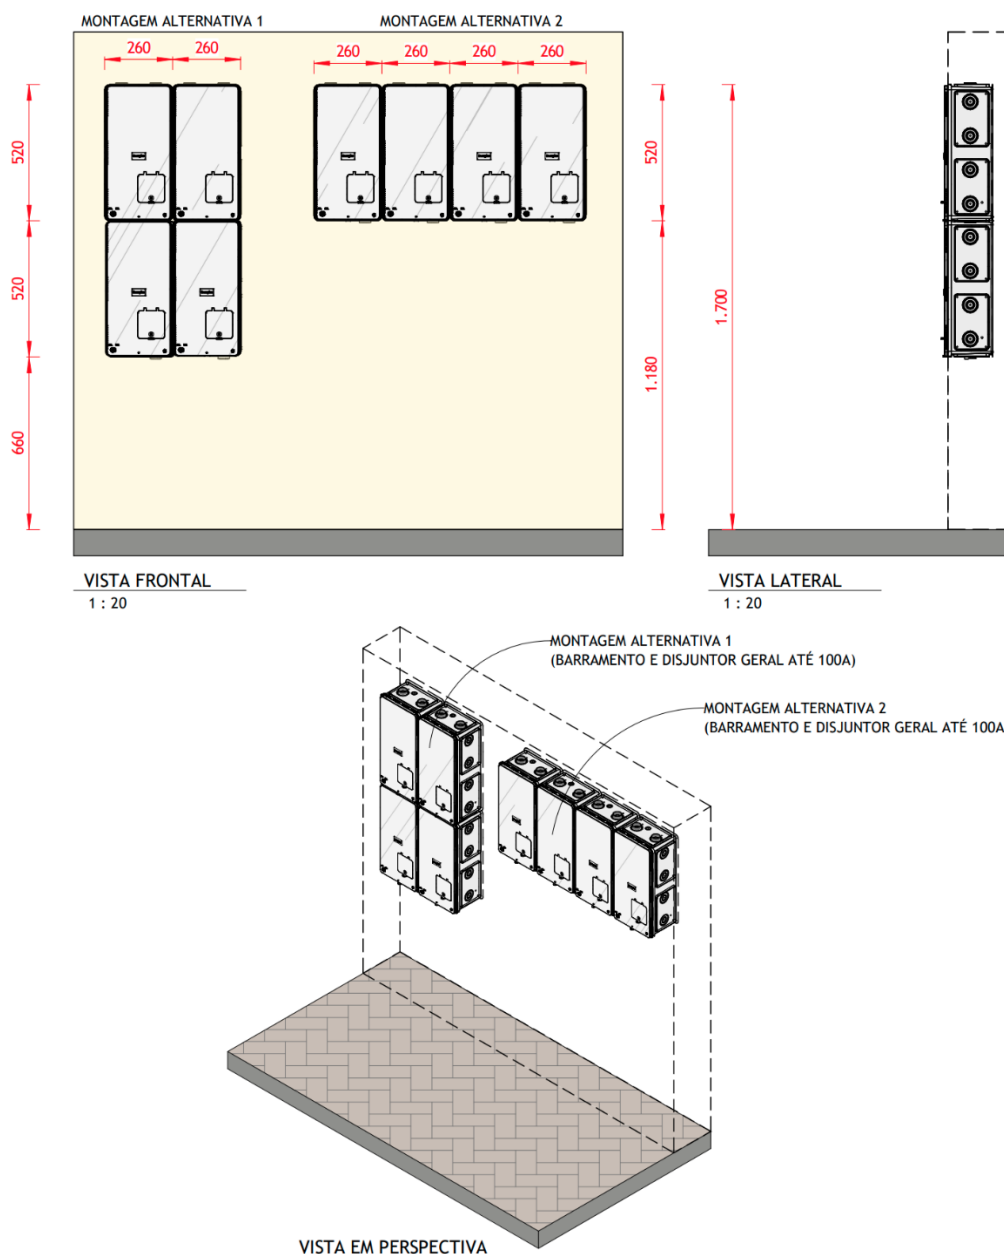 MONTAGEM ALTERNATIVA 1
MONTAGEM ALTERNATIVA 2
260
260
260
260
260
260
520
520
660
520
1.180
1.700
VISTA FRONTAL
1 : 20
VISTA LATERAL
1 : 20
MONTAGEM ALTERNATIVA 1
(BARRAMENTO E DISJUNTOR GERAL ATÉ 100A)
MONTAGEM ALTERNATIVA 2
(BARRAMENTO E DISJUNTOR GERAL ATÉ 100A
VISTA EM PERSPECTIVA